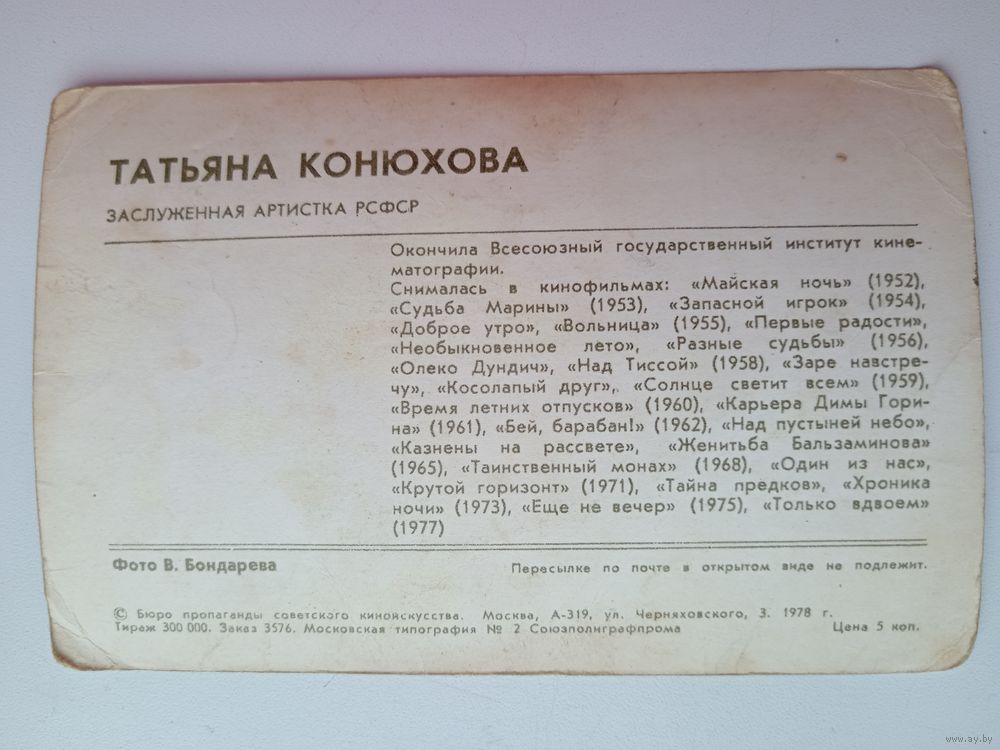 ТАТЬЯНА КОНЮХОВА
ЗАСЛУЖЕННАЯ АРТИСТКА РСФСР
Окончила Всесоюзный государственный институт кине-
матографии.
Снималась в кинофильмах: «Майская ночь» (1952),
«Судьба Марины» (1953), «Запасной игрок» (1954),
«Доброе утро», «Вольница» (1955), «Первые радости»,
«Необыкновенное лето», «Разные судьбы» (1956),
«Олеко Дундич», «Над Тиссой» (1958), «Заре навстре-
чу», «Косолапый друг», «Солнце светит всем» (1959),
«Время летних отпусков» (1960), «Карьера Димы Гори-
на» (1961), «Бей, барабан!» (1962), «Над пустыней небо»,
«Казнены на рассвете», «Женитьба Бальзаминова»
(1965), «Таинственный монах» (1968), «Один из нас»,
«Крутой горизонт» (1971), «Тайна предков», «Хроника
ночи» (1973), «Еще не вечер» (1975), «Только вдвоем»
(1977)
Фото В. Бондарева
Пересылке по почте в открытом виде не подлежит.
© Бюро пропаганды советского киноискусства. Москва, А-319, ул. Черняховского, 3. 1978 г.
Тираж 300 000. Заказ 3576. Московская типография № 2 Союзполиграфпрома Цена 5 коп.
www.ay.by